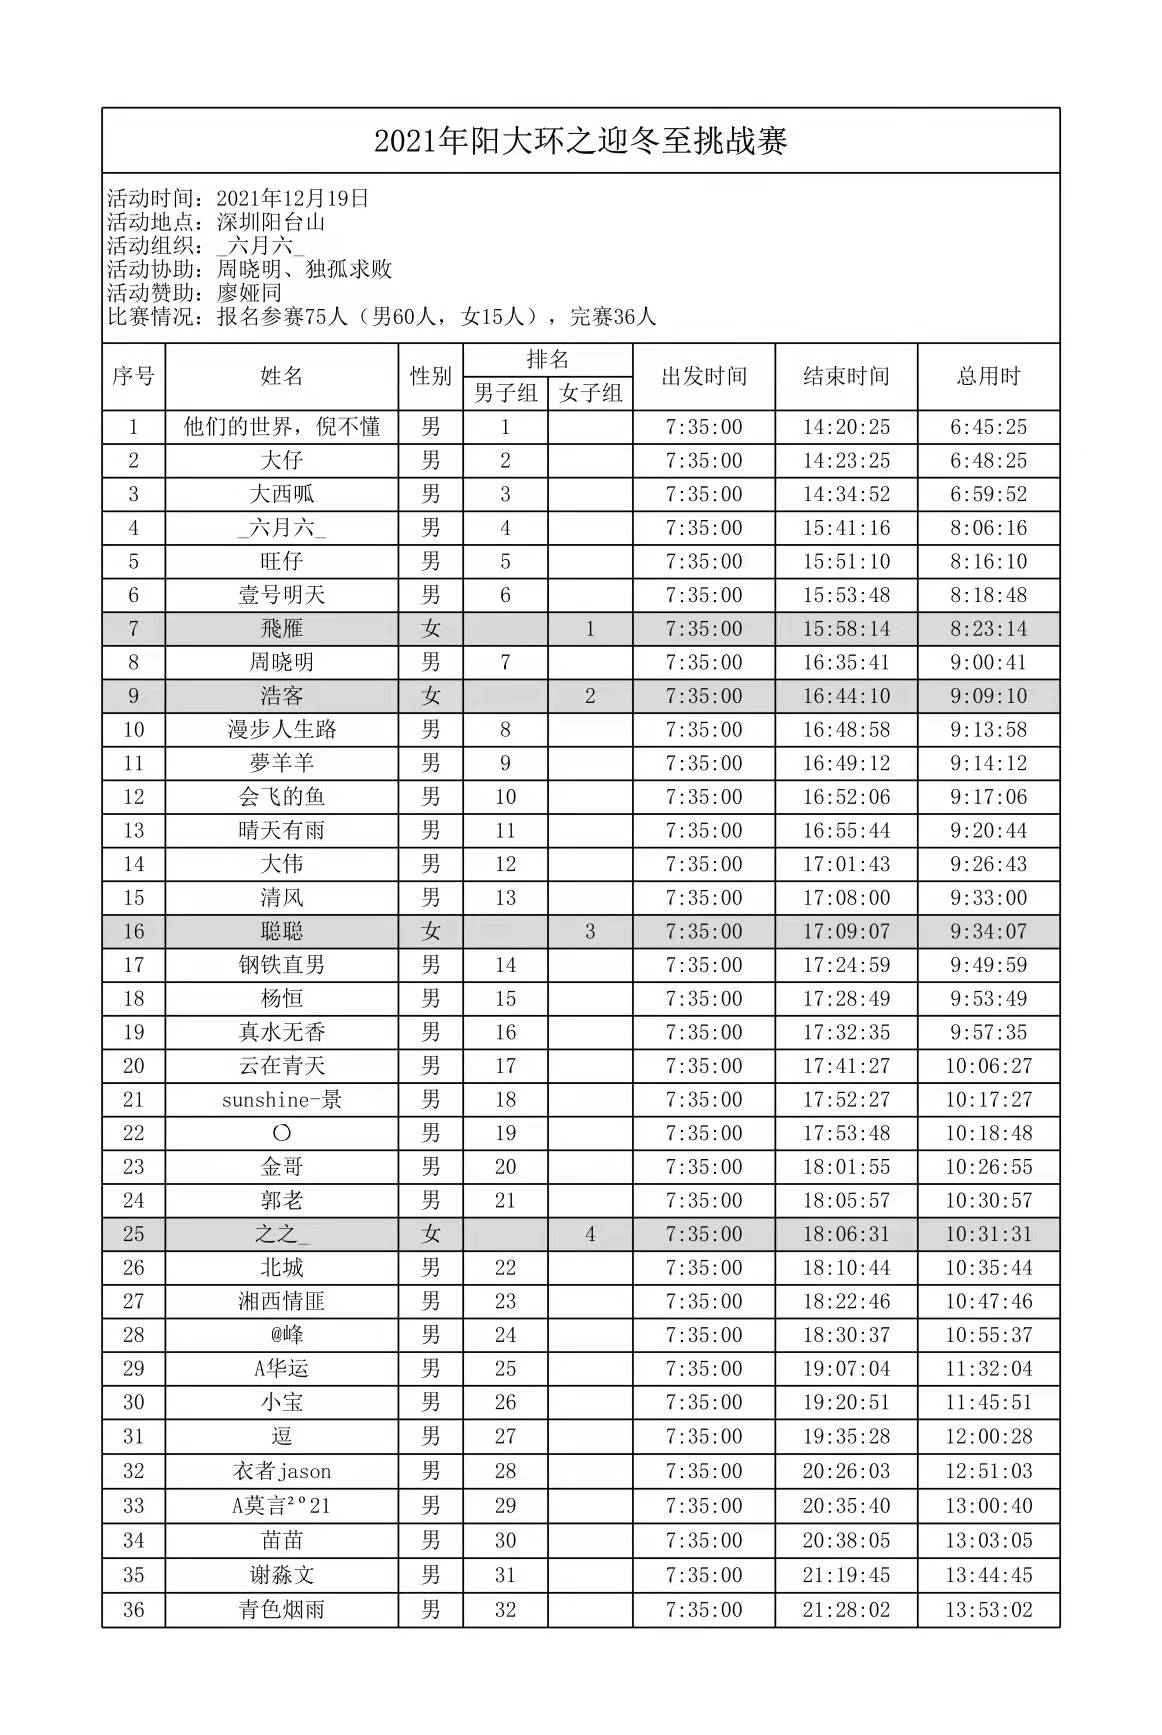 2021年阳大环之迎冬至挑战赛
活动时间：2021年12月19日
活动地点：深圳阳台山
活动组织：_六月六_
活动协助：周晓明、独孤求败
活动赞助：廖娅同
比赛情况：报名参赛75人（男60人，女15人），完赛36人
序号 姓名 性别 排名 出发时间 结束时间 总用时
男子组 女子组
1 他们的世界，倪不懂 男 1 7:35:00 14:20:25 6:45:25
2 大仔 男 2 7:35:00 14:23:25 6:48:25
3 大西呱 男 3 7:35:00 14:34:52 6:59:52
4 _六月六_ 男 4 7:35:00 15:41:16 8:06:16
5 旺仔 男 5 7:35:00 15:51:10 8:16:10
6 壹号明天 男 6 7:35:00 15:53:48 8:18:48
7 飛雁 女 1 7:35:00 15:58:14 8:23:14
8 周晓明 男 7 7:35:00 16:35:41 9:00:41
9 浩客 女 2 7:35:00 16:44:10 9:09:10
10 漫步人生路 男 8 7:35:00 16:48:58 9:13:58
11 夢羊羊 男 9 7:35:00 16:49:12 9:14:12
12 会飞的鱼 男 10 7:35:00 16:52:06 9:17:06
13 晴天有雨 男 11 7:35:00 16:55:44 9:20:44
14 大伟 男 12 7:35:00 17:01:43 9:26:43
15 清风 男 13 7:35:00 17:08:00 9:33:00
16 聪聪 女 3 7:35:00 17:09:07 9:34:07
17 钢铁直男 男 14 7:35:00 17:24:59 9:49:59
18 杨恒 男 15 7:35:00 17:28:49 9:53:49
19 真水无香 男 16 7:35:00 17:32:35 9:57:35
20 云在青天 男 17 7:35:00 17:41:27 10:06:27
21 sunshine-景 男 18 7:35:00 17:52:27 10:17:27
22 〇 男 19 7:35:00 17:53:48 10:18:48
23 金哥 男 20 7:35:00 18:01:55 10:26:55
24 郭老 男 21 7:35:00 18:05:57 10:30:57
25 之之_ 女 4 7:35:00 18:06:31 10:31:31
26 北城 男 22 7:35:00 18:10:44 10:35:44
27 湘西情匪 男 23 7:35:00 18:22:46 10:47:46
28 @峰 男 24 7:35:00 18:30:37 10:55:37
29 A华运 男 25 7:35:00 19:07:04 11:32:04
30 小宝 男 26 7:35:00 19:20:51 11:45:51
31 逗 男 27 7:35:00 19:35:28 12:00:28
32 衣者jason 男 28 7:35:00 20:26:03 12:51:03
33 A莫言²º21 男 29 7:35:00 20:35:40 13:00:40
34 苗苗 男 30 7:35:00 20:38:05 13:03:05
35 谢淼文 男 31 7:35:00 21:19:45 13:44:45
36 青色烟雨 男 32 7:35:00 21:28:02 13:53:02